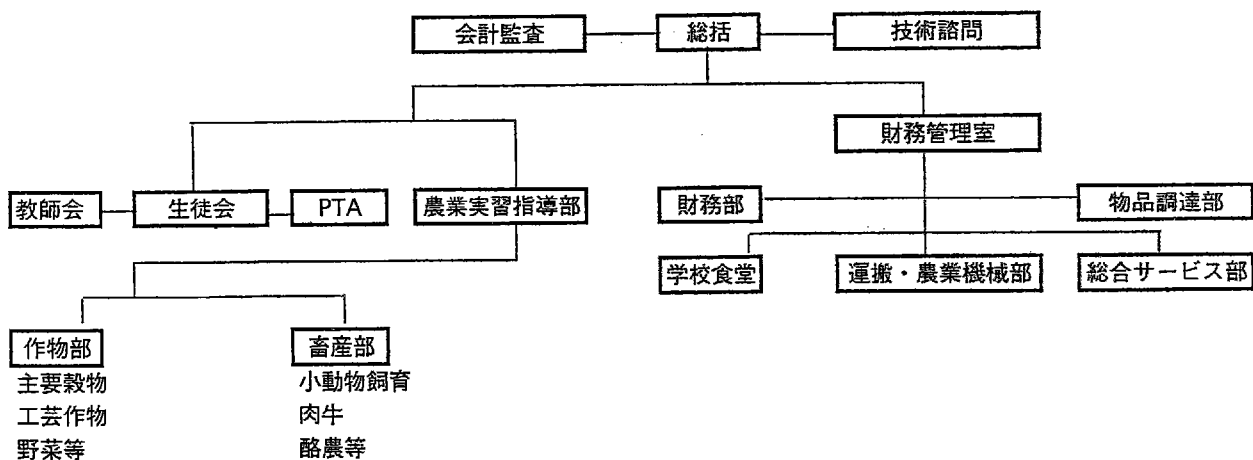 会計監査
総括
技術諮問
財務管理室
教師会
生徒会
PTA
農業実習指導部
財務部
物品調達部
学校食堂
運搬・農業機械部
総合サービス部
作物部
主要穀物
工芸作物
野菜等
畜産部
小動物飼育
肉牛
酪農等